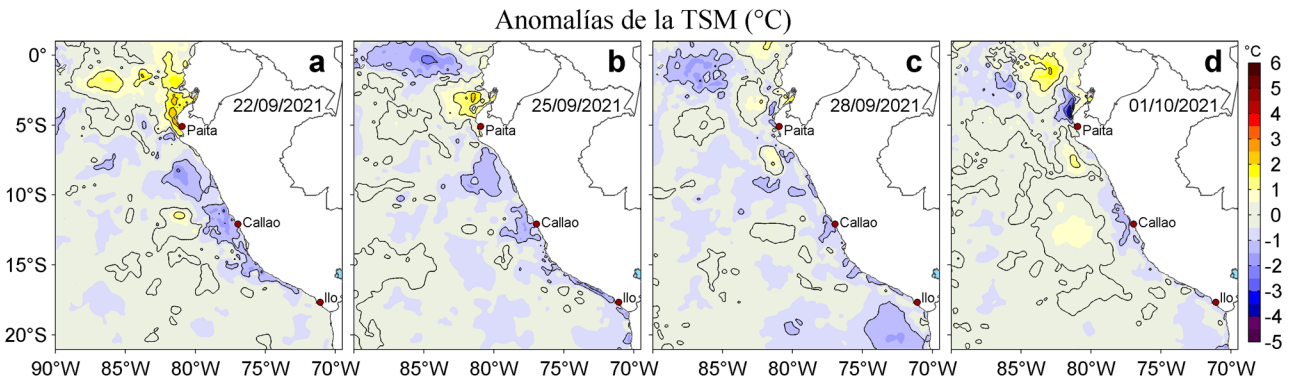 Anomalías de la TSM (°C)
a
b
c
d
°C
22/09/2021
25/09/2021
28/09/2021
01/10/2021
Paita
Paita
Paita
Paita
Callao
Callao
Callao
Callao
Ilo
Ilo
Ilo
Ilo
0°
5°S
10°S
15°S
20°S
90°W 85°W 80°W 75°W 70°W
85°W 80°W 75°W 70°W
85°W 80°W 75°W 70°W
85°W 80°W 75°W 70°W
6
5
4
3
2
1
0
-1
-2
-3
-4
-5